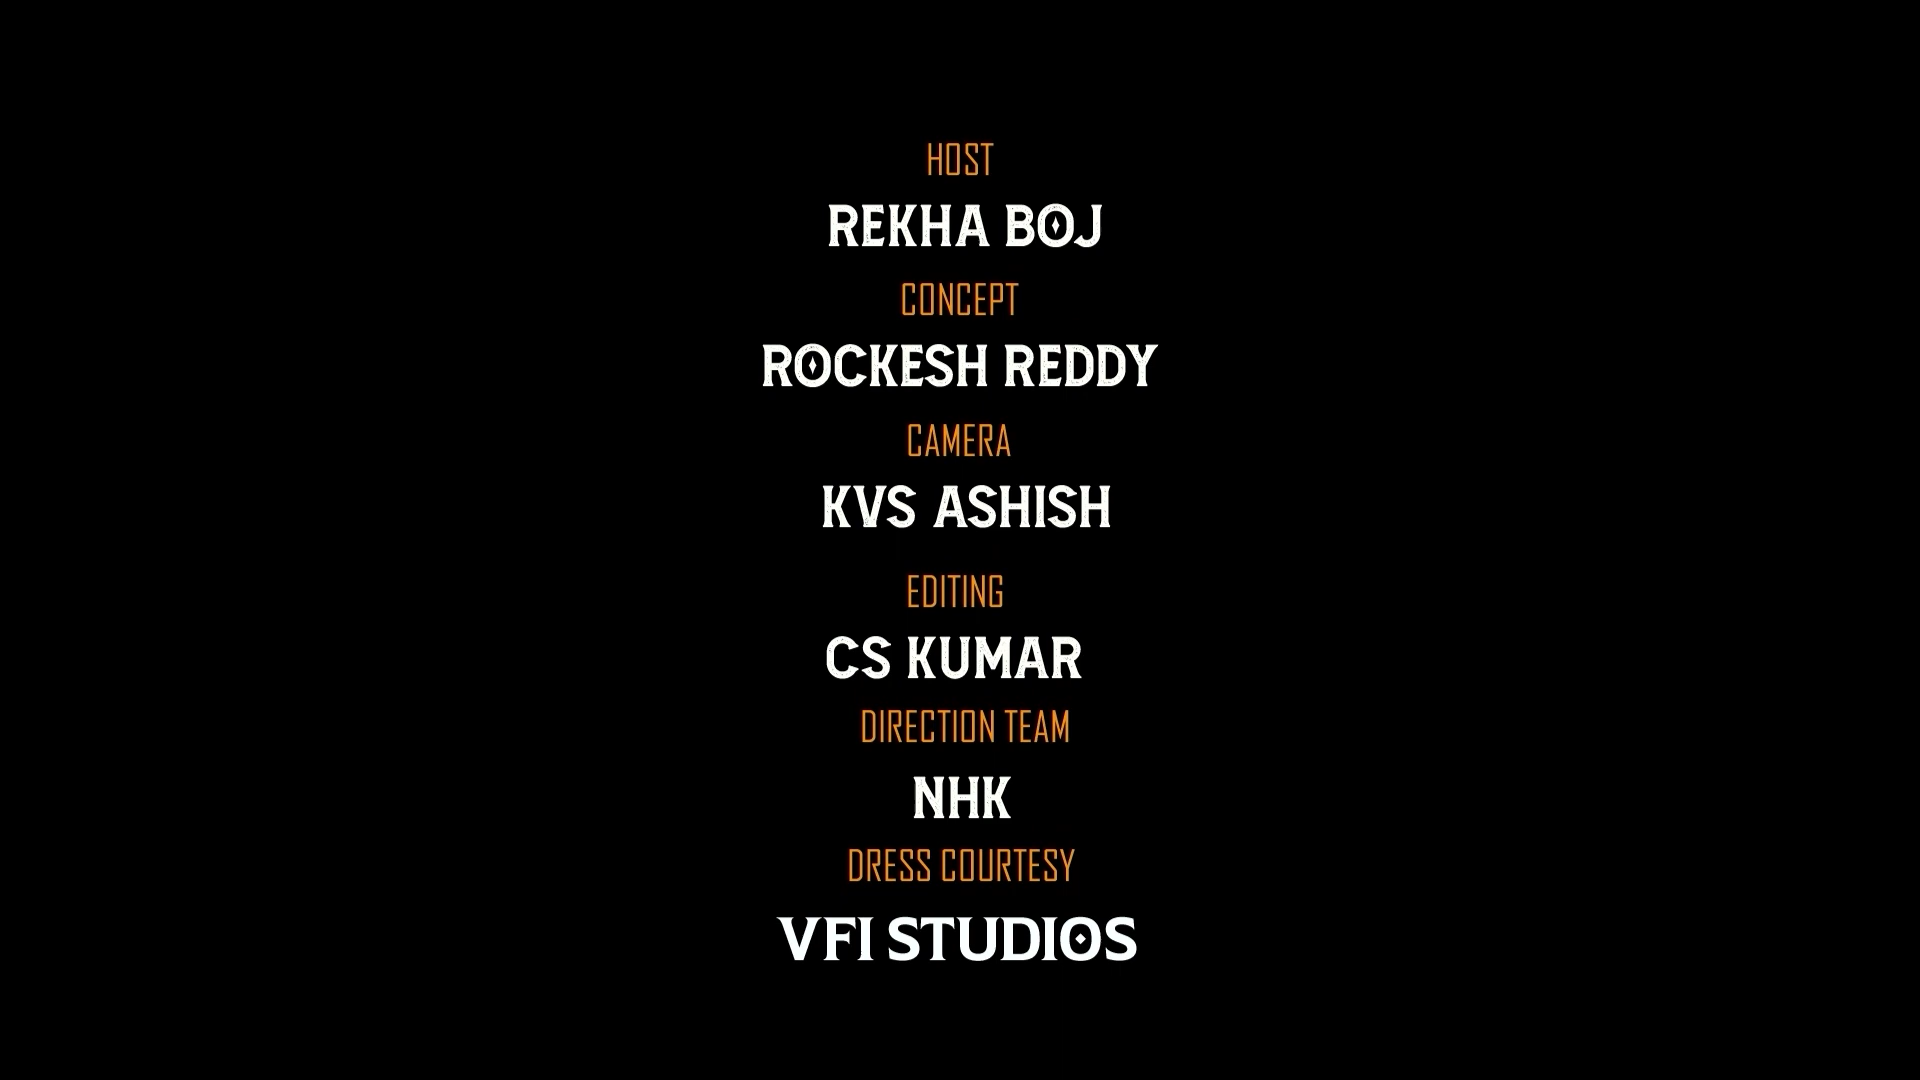 HOST
REKHA BOJ
CONCEPT
ROCKESH REDDY
CAMERA
KVS ASHISH
EDITING
CS KUMAR
DIRECTION TEAM
NHK
DRESS COURTESY
VFI STUDIOS